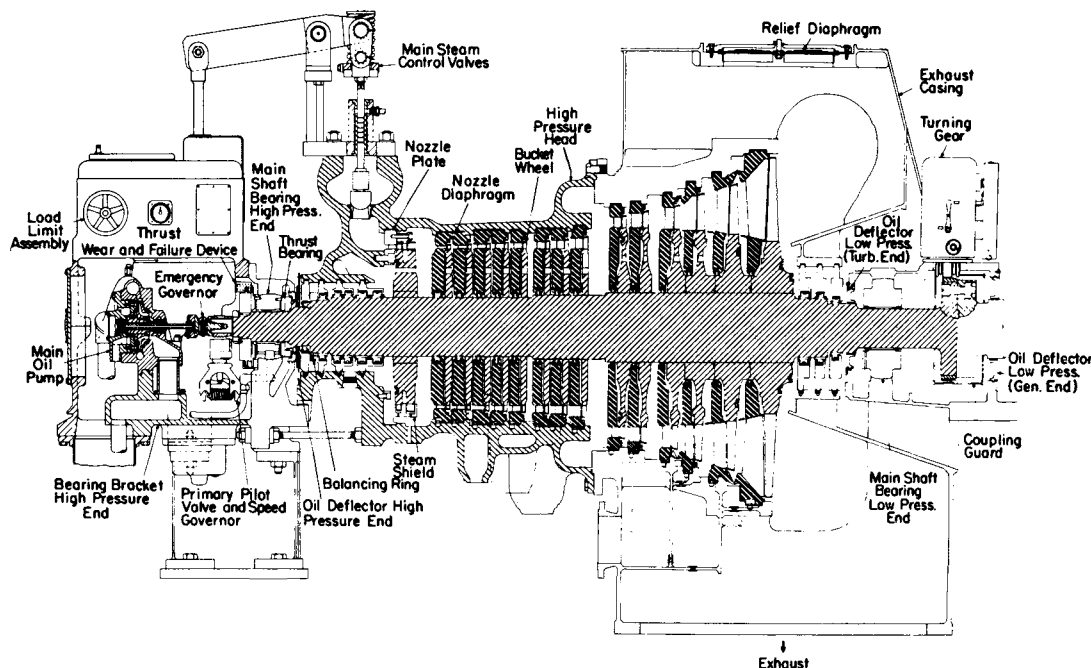 Relief Diaphragm
Main Steam
Control Valves
Exhaust
Casing
High
Pressure
Head
Turning
Gear
Bucket
Wheel
Nozzle
Plate
Main
Shaft
Bearing
High Press.
End
Nozzle
Diaphragm
Load
Limit
Assembly
Thrust
Wear and Failure Device
Thrust
Bearing
Oil
Deflector
Low Press.
(Turb. End)
Emergency
Governor
Main
Oil
Pump
Oil Deflector
Low Press.
(Gen. End)
Coupling
Guard
Steam
Shield
Bearing Bracket
High Pressure
End
Primary Pilot
Valve and Speed
Governor
Balancing Ring
Oil Deflector High
Pressure End
Main Shaft
Bearing
Low Press.
End
Exhaust